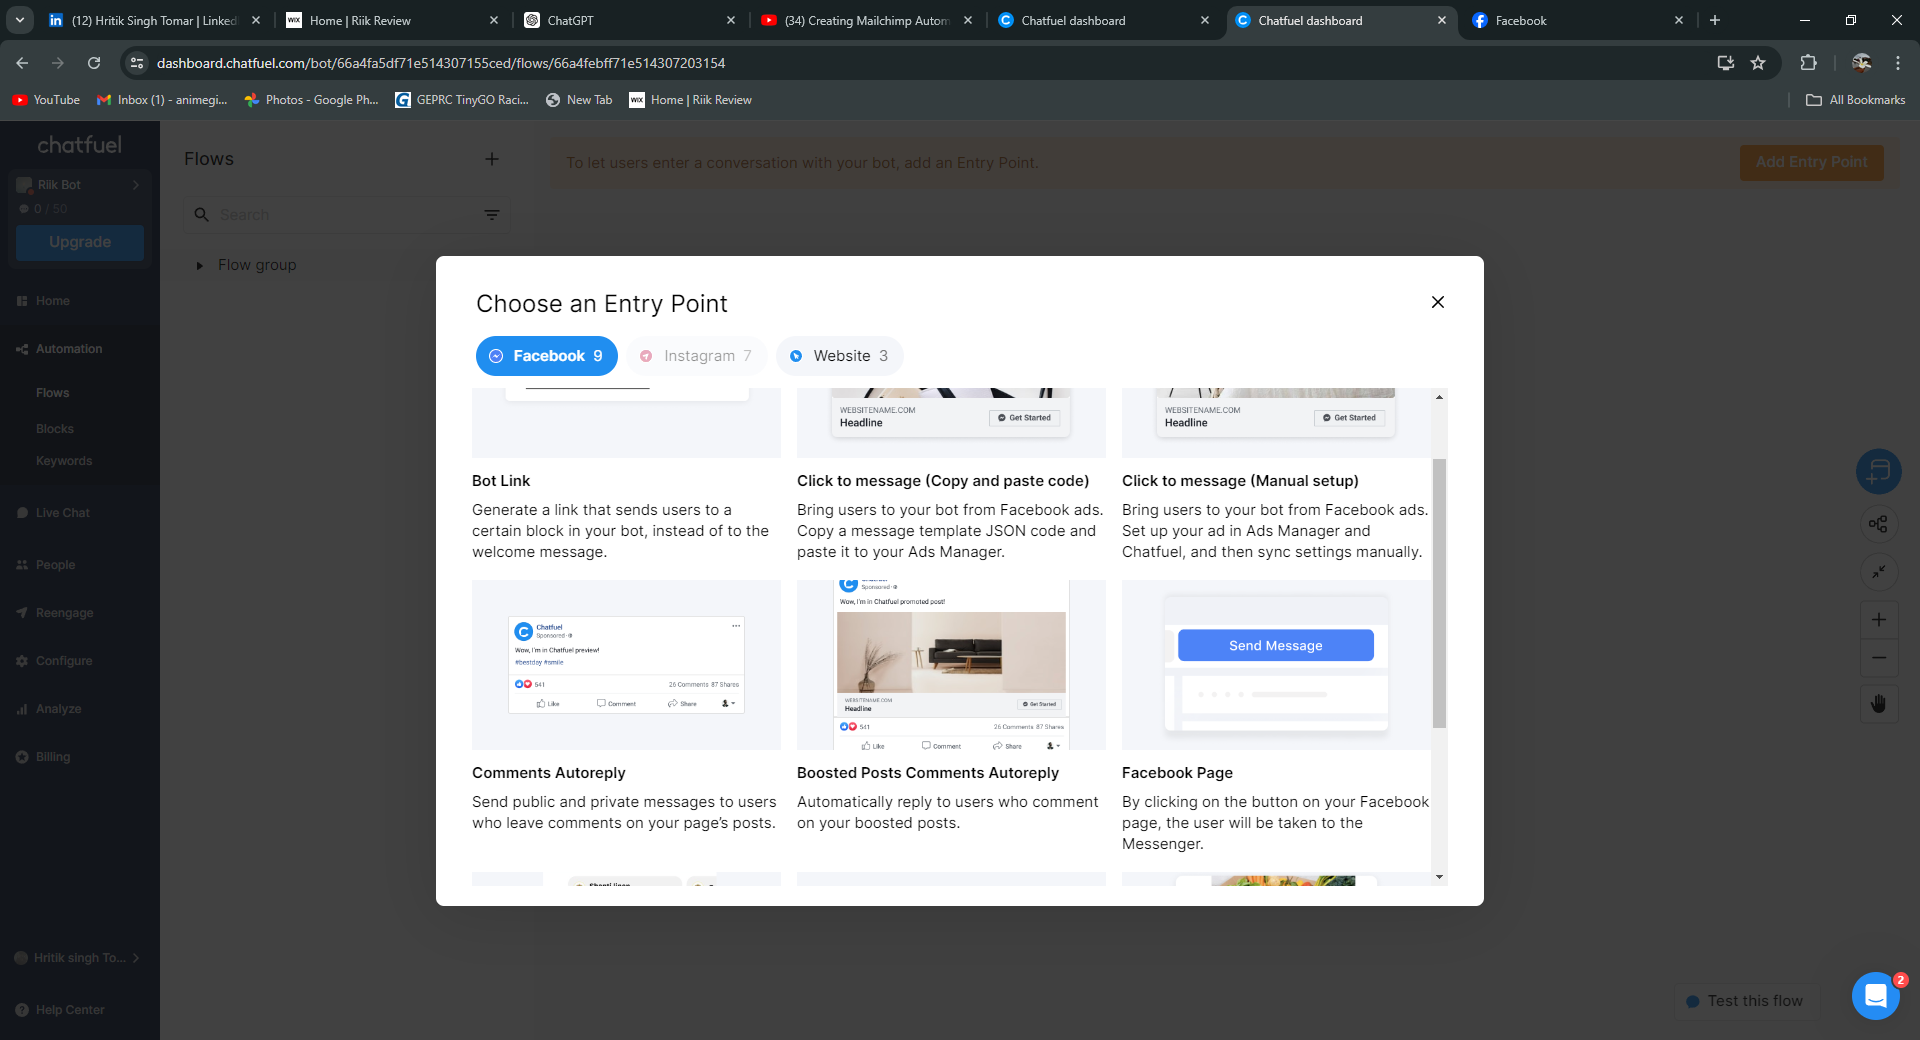 (12) Hritik Singh Tomar | Linked
Home | Riik Review
ChatGPT
(34) Creating Mailchimp Autom
Chatfuel dashboard
Chatfuel dashboard
Facebook
dashboard.chatfuel.com/bot/66a4fa5df71e514307155ced/flows/66a4febff71e514307203154
YouTube
Inbox (1) - animegi...
Photos - Google Ph...
GEPRC TinyGO Raci...
New Tab
WIX
Home | Riik Review
All Bookmarks
chatfuel
Riik Bot
0 / 50
Upgrade
Home
Automation
Flows
Blocks
Keywords
Live Chat
People
Reengage
Configure
Analyze
Billing
Hritik singh To...
Help Center
Flows
Search
Flow group
To let users enter a conversation with your bot, add an Entry Point.
Add Entry Point
Choose an Entry Point
Facebook 9
Instagram 7
Website 3
WEBSITENAME.COM
Headline
Get Started
WEBSITENAME.COM
Headline
Get Started
Bot Link
Generate a link that sends users to a
certain block in your bot, instead of to the
welcome message.
Click to message (Copy and paste code)
Bring users to your bot from Facebook ads.
Copy a message template JSON code and
paste it to your Ads Manager.
Click to message (Manual setup)
Bring users to your bot from Facebook ads.
Set up your ad in Ads Manager and
Chatfuel, and then sync settings manually.
Chatfuel
Sponsored
Wow, I'm in Chatfuel preview!
#bestday #smile
541
26 Comments 87 Shares
Like
Comment
Share
Sponsored
Wow, I'm in Chatfuel promoted post!
WEBSITENAME.COM
Headline
Get Started
541
26 Comments 87 Shares
Like
Comment
Share
Send Message
Comments Autoreply
Send public and private messages to users
who leave comments on your page's posts.
Boosted Posts Comments Autoreply
Automatically reply to users who comment
on your boosted posts.
Facebook Page
By clicking on the button on your Facebook
page, the user will be taken to the
Messenger.
Test this flow
2